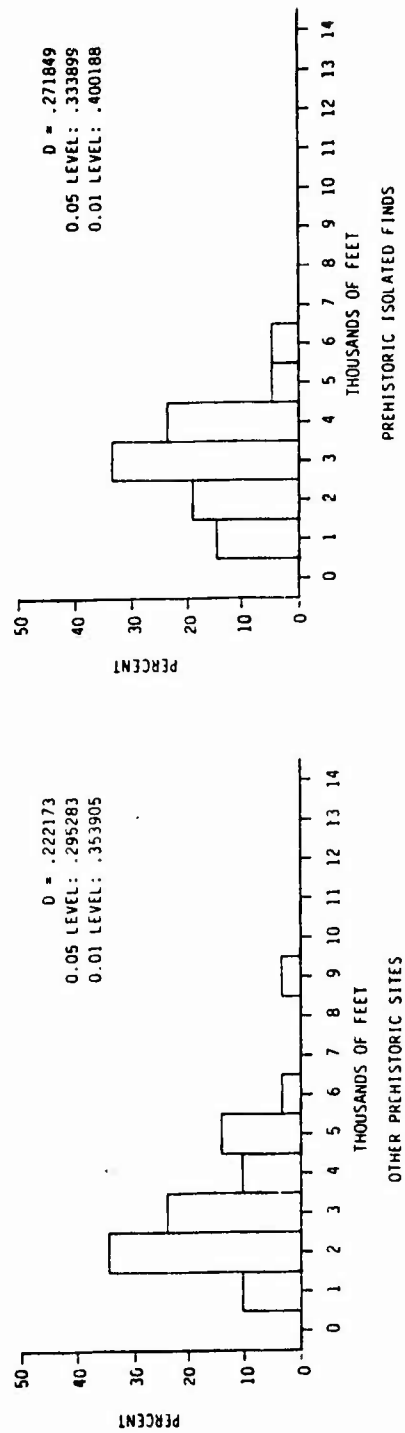 D = .271849
0.05 LEVEL: .333899
0.01 LEVEL: .400188
50
40
30
20
10
0
PERCENT
0 1 2 3 4 5 6 7 8 9 10 11 12 13 14
THOUSANDS OF FEET
PREHISTORIC ISOLATED FINDS
D = .222173
0.05 LEVEL: .295283
0.01 LEVEL: .353905
50
40
30
20
10
0
PERCENT
0 1 2 3 4 5 6 7 8 9 10 11 12 13 14
THOUSANDS OF FEET
OTHER PREHISTORIC SITES